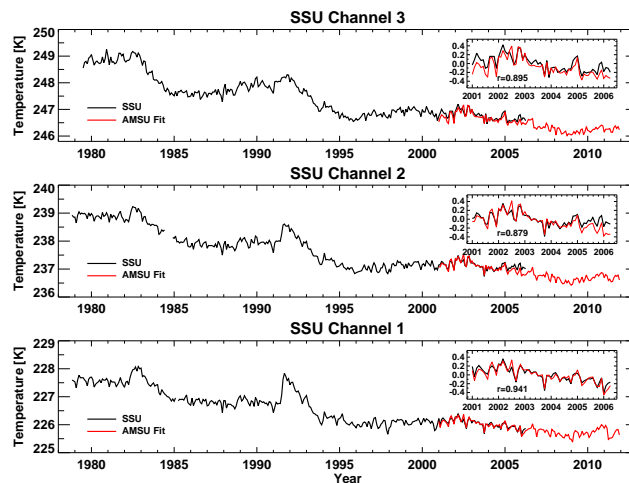 SSU Channel 3
Temperature [K]
250
249
248
247
246
SSU
AMSU Fit
0.4
0.2
0.0
-0.2
-0.4
r=0.895
2001 2002 2003 2004 2005 2006
1980 1985 1990 1995 2000 2005 2010
SSU Channel 2
Temperature [K]
240
239
238
237
236
SSU
AMSU Fit
0.4
0.2
0.0
-0.2
-0.4
r=0.879
2001 2002 2003 2004 2005 2006
1980 1985 1990 1995 2000 2005 2010
SSU Channel 1
Temperature [K]
229
228
227
226
225
SSU
AMSU Fit
0.4
0.2
0.0
-0.2
-0.4
r=0.941
2001 2002 2003 2004 2005 2006
1980 1985 1990 1995 2000 2005 2010
Year